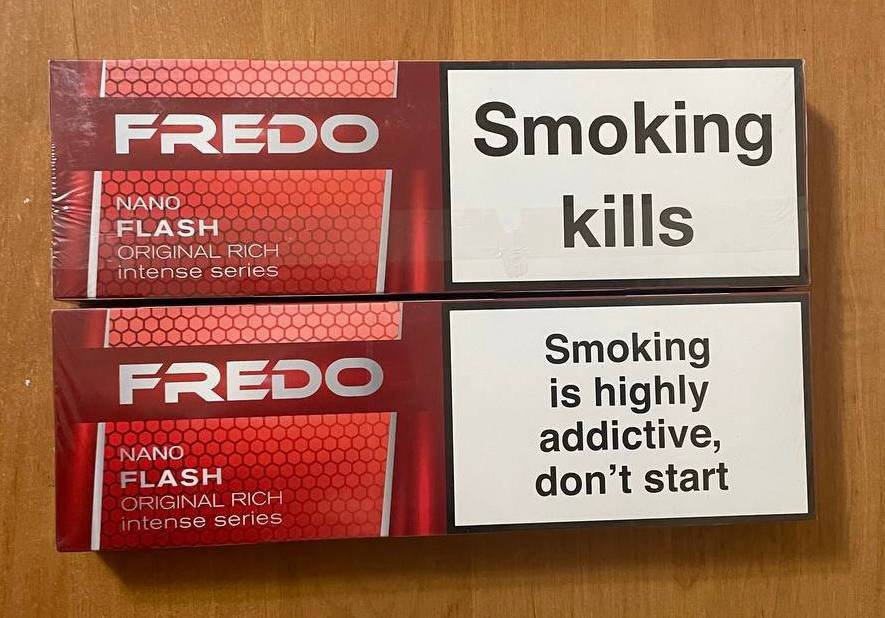 FREDO
NANO
FLASH
ORIGINAL RICH
intense series
Smoking
kills
FREDO
NANO
FLASH
ORIGINAL RICH
intense series
Smoking
is highly
addictive,
don't start